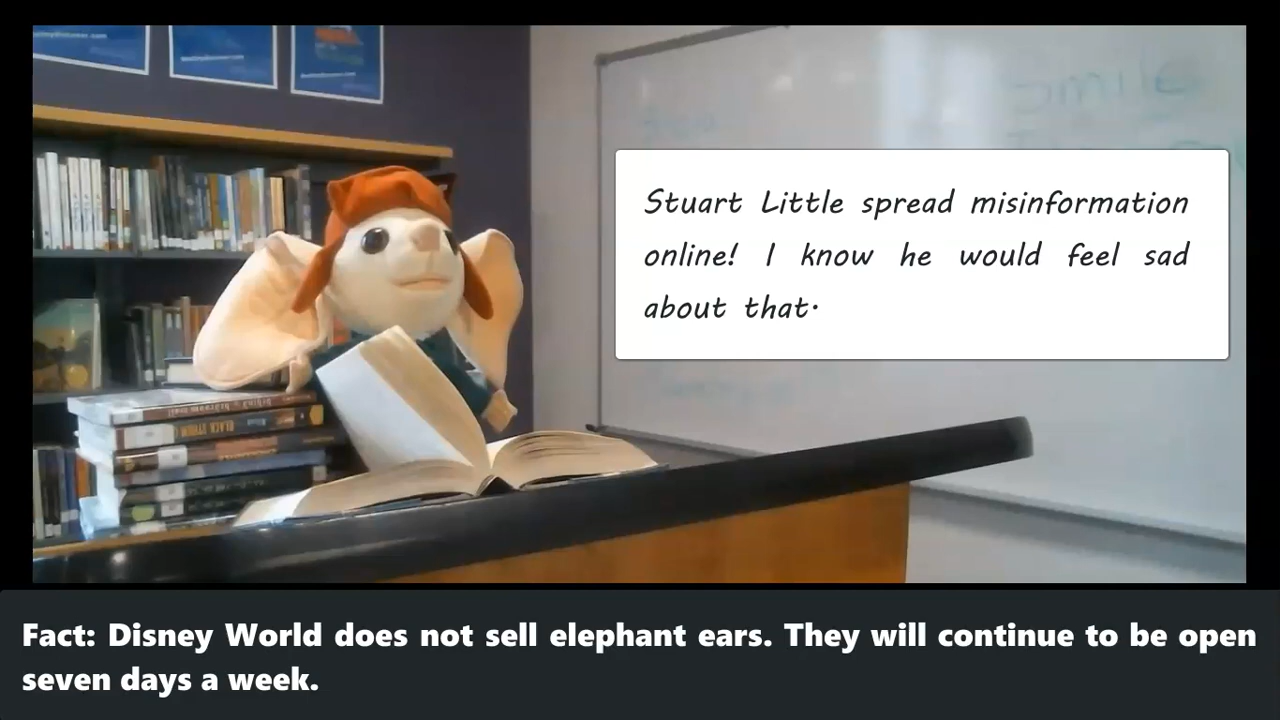 Stuart Little spread misinformation
online! I know he would feel sad
about that.
BLACK
Fact: Disney World does not sell elephant ears. They will continue to be open
seven days a week.